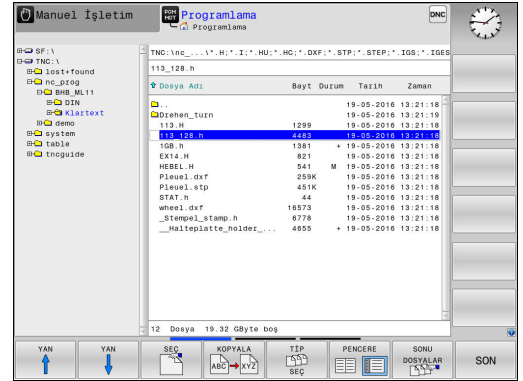 Manuel İşletim
PGM MGT
Programlama
Programlama
DNC
SF:\
TNC:\
lost+found
nc_prog
BHB_ML11
DIN
Klartext
demo
system
table
tncguide
TNC:\nc_...\*.H;*.I;*.HU;*.HC;*.DXF;*.STP;*.STEP;*.IGS;*.IGES
113_128.h
Dosya Adı Bayt Durum Tarih Zaman
.. 19-05-2016 13:21:18
Drehen_turn 19-05-2016 13:21:19
113.H 1299 19-05-2016 13:21:18
113_128.h 4483 19-05-2016 13:21:18
1GB.h 1381 + 19-05-2016 13:21:18
EX14.H 821 19-05-2016 13:21:18
HEBEL.H 541 M 19-05-2016 13:21:18
Pleuel.dxf 259K 19-05-2016 13:21:18
Pleuel.stp 451K 19-05-2016 13:21:18
STAT.h 44 19-05-2016 13:21:18
wheel.dxf 16573 19-05-2016 13:21:18
_Stempel_stamp.h 6778 19-05-2016 13:21:18
__Halteplatte_holder_... 4655 + 19-05-2016 13:21:18
12 Dosya 19.32 GByte boş
YAN
YAN
SEÇ
KOPYALA
ABC XYZ
TİP
SEÇ
PENCERE
SONU
DOSYALAR
SON